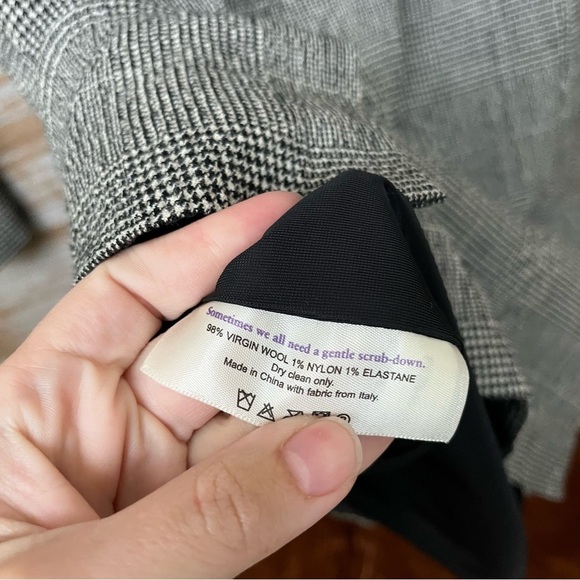 Sometimes we all need a gentle scrub-down.
98% VIRGIN WOOL 1% NYLON 1% ELASTANE
Dry clean only.
Made in China with fabric from Italy.